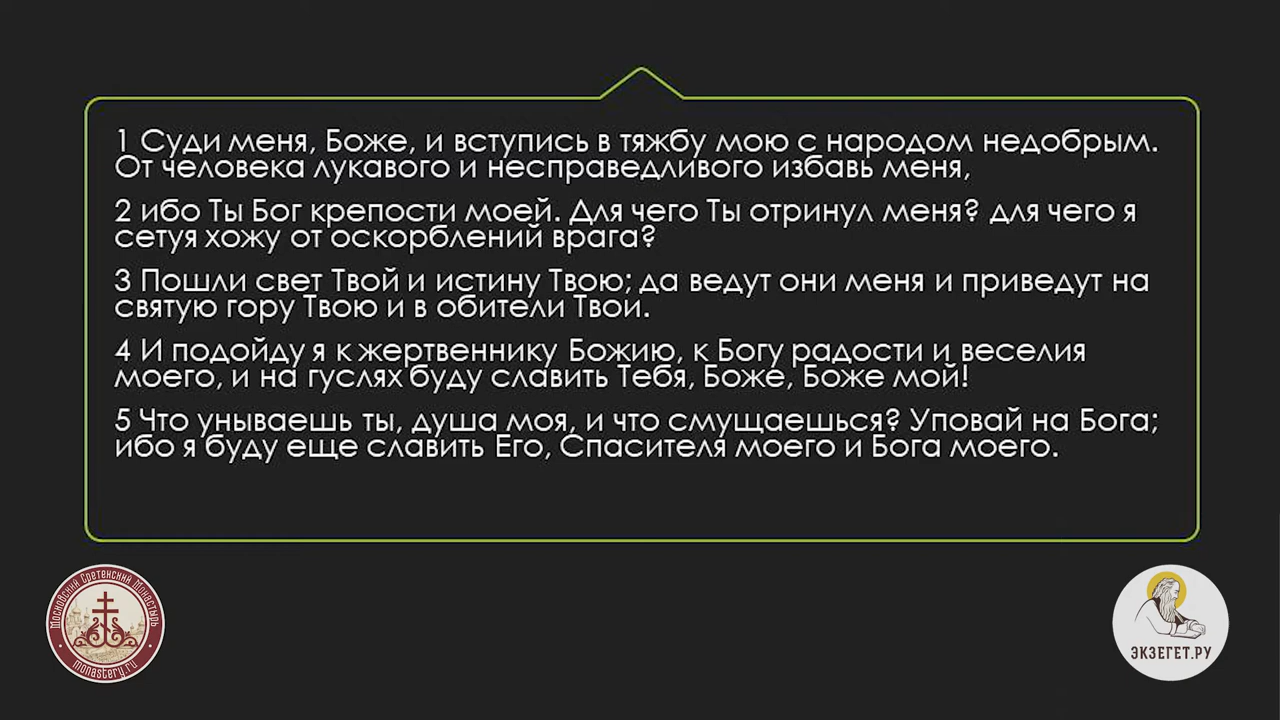 1 Суди меня, Боже, и вступись в тяжбу мою с народом недобрым.
От человека лукавого и несправедливого избавь меня,
2 ибо Ты Бог крепости моей. Для чего Ты отринул меня? для чего я
сетуя хожу от оскорблений врага?
3 Пошли свет Твой и истину Твою; да ведут они меня и приведут на
святую гору Твою и в обители Твои.
4 И подойду я к жертвеннику Божию, к Богу радости и веселия
моего, и на гуслях буду славить Тебя, Боже, Боже мой!
5 Что унываешь ты, душа моя, и что смущаешься? Уповай на Бога;
ибо я буду еще славить Его, Спасителя моего и Бога моего.
Московский Сретенский Монастырь
monastery.ru
ЭКЗЕГЕТ.РУ